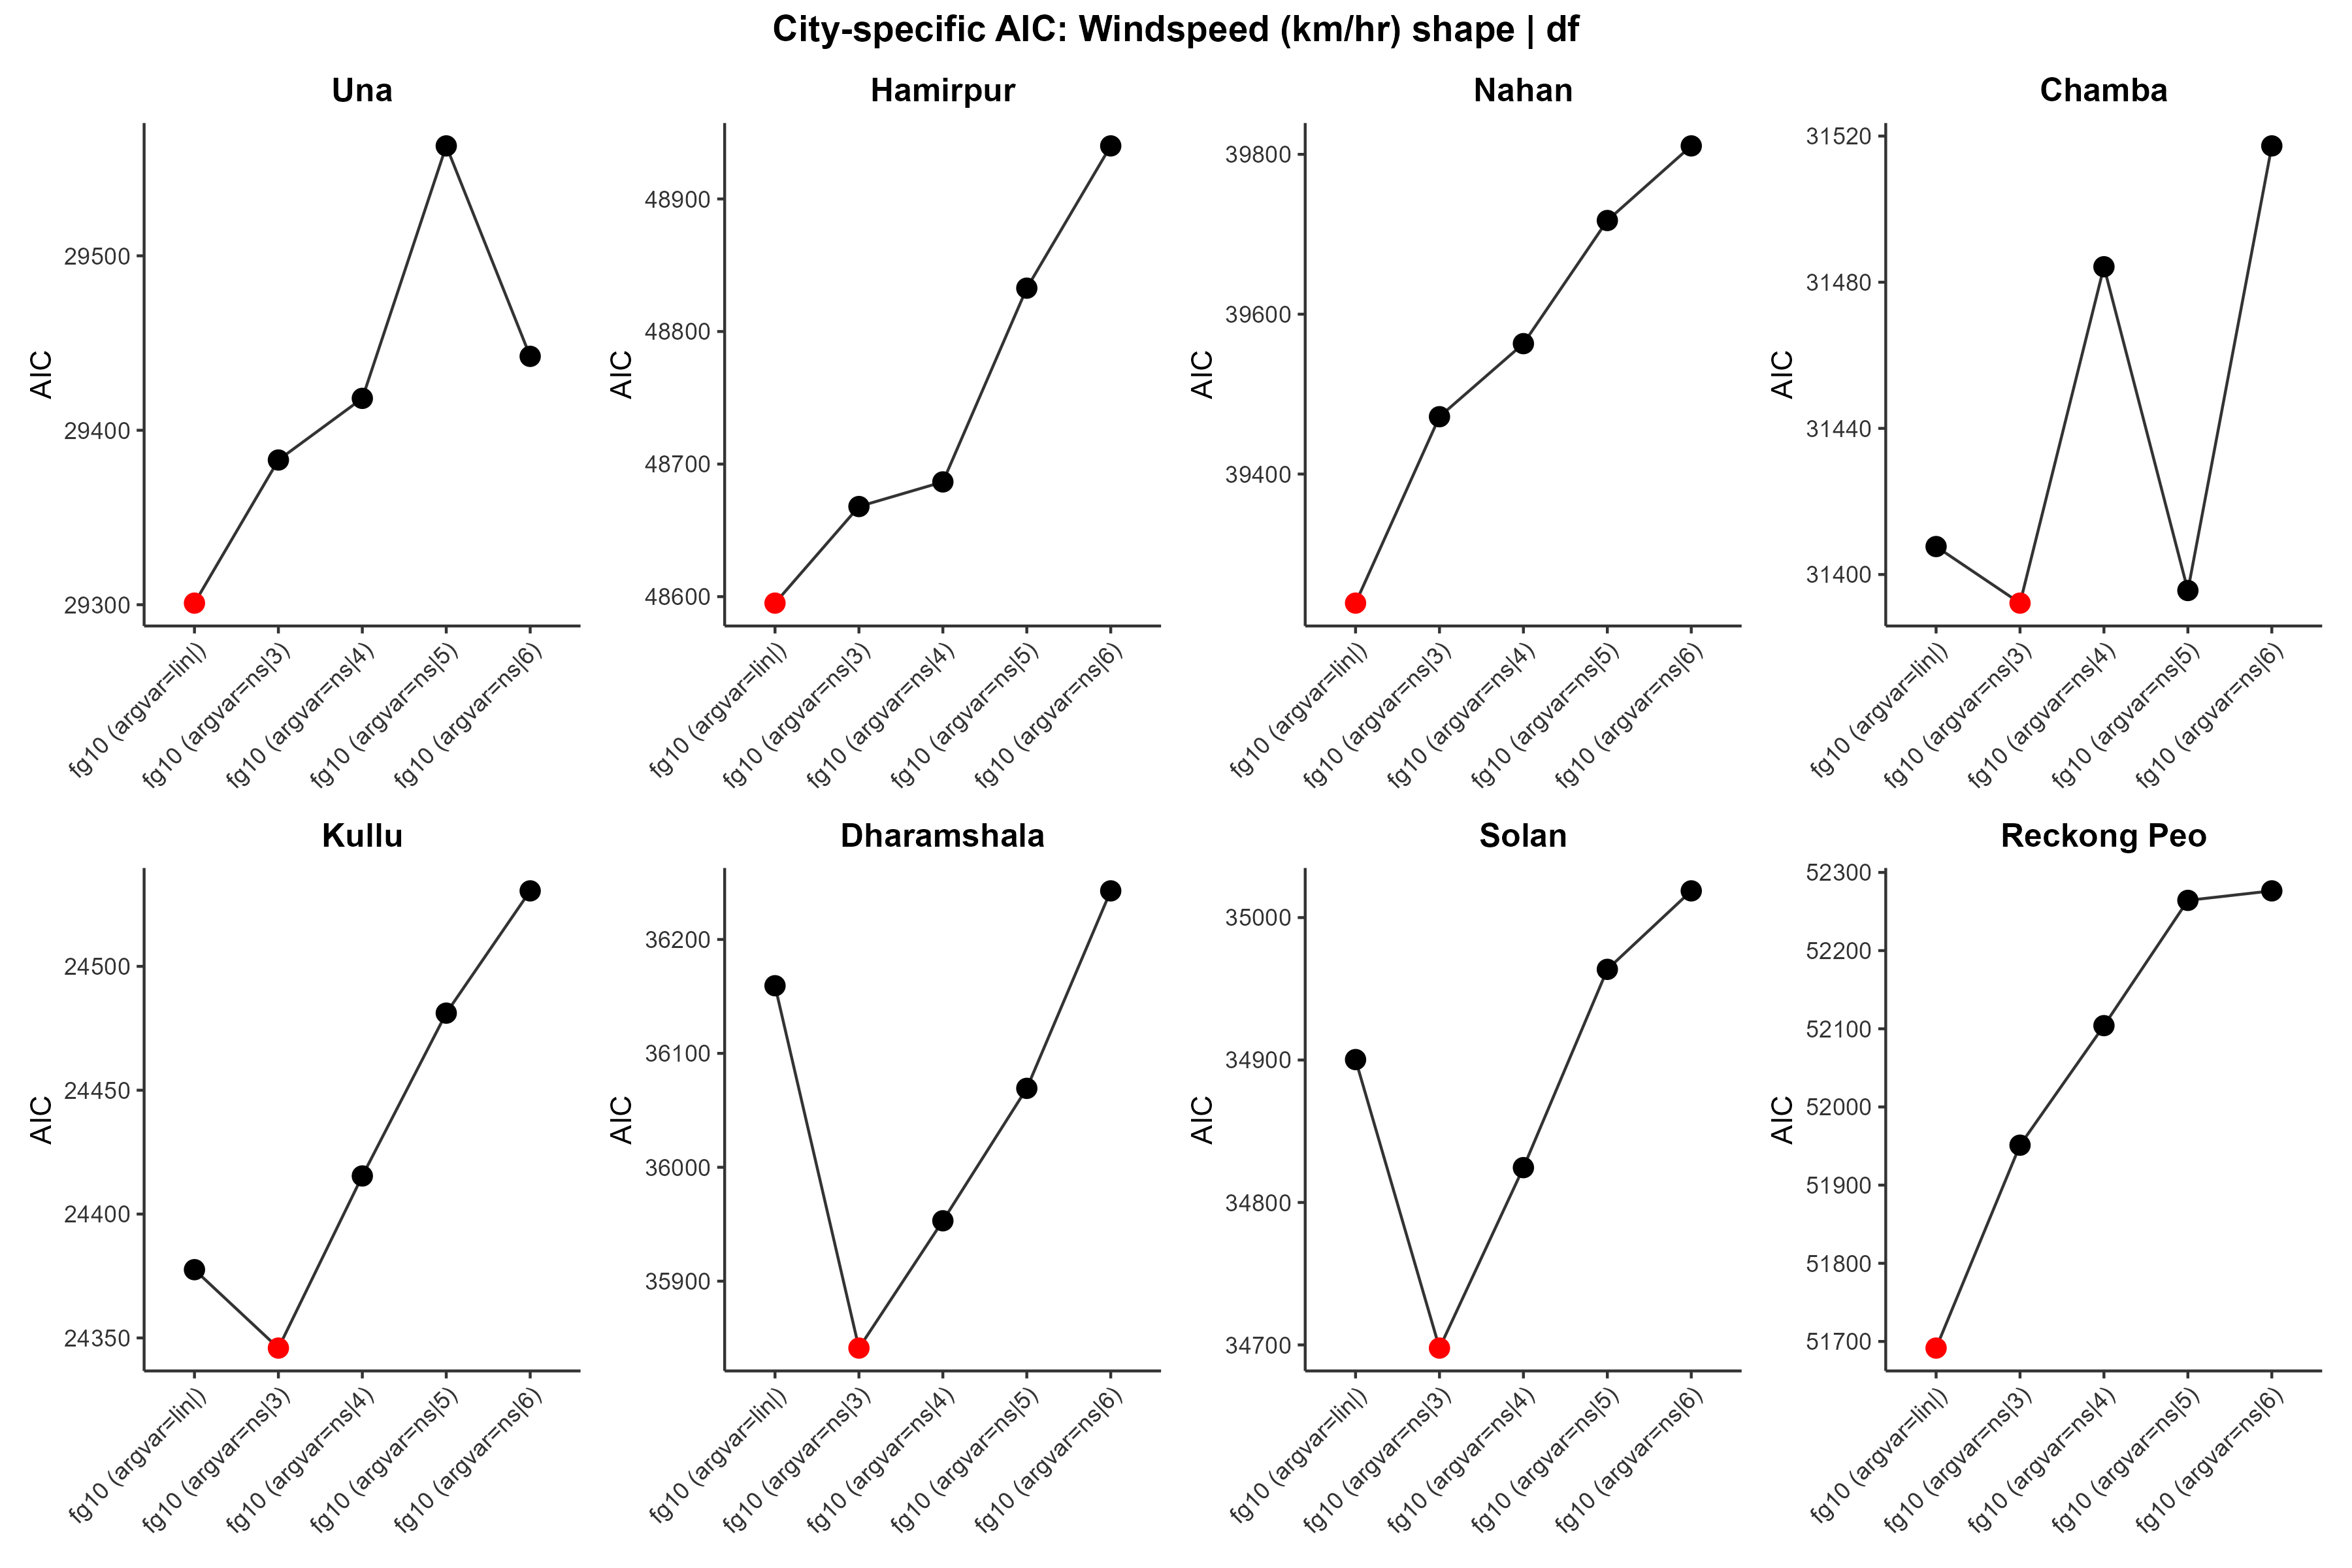 City-specific AIC: Windspeed (km/hr) shape | df
Una
AIC
29500
29400
29300
fg10 (argvar=lin|)
fg10 (argvar=ns|3)
fg10 (argvar=ns|4)
fg10 (argvar=ns|5)
fg10 (argvar=ns|6)
Hamirpur
AIC
48900
48800
48700
48600
fg10 (argvar=lin|)
fg10 (argvar=ns|3)
fg10 (argvar=ns|4)
fg10 (argvar=ns|5)
fg10 (argvar=ns|6)
Nahan
AIC
39800
39600
39400
fg10 (argvar=lin|)
fg10 (argvar=ns|3)
fg10 (argvar=ns|4)
fg10 (argvar=ns|5)
fg10 (argvar=ns|6)
Chamba
AIC
31520
31480
31440
31400
fg10 (argvar=lin|)
fg10 (argvar=ns|3)
fg10 (argvar=ns|4)
fg10 (argvar=ns|5)
fg10 (argvar=ns|6)
Kullu
AIC
24500
24450
24400
24350
fg10 (argvar=lin|)
fg10 (argvar=ns|3)
fg10 (argvar=ns|4)
fg10 (argvar=ns|5)
fg10 (argvar=ns|6)
Dharamshala
AIC
36200
36100
36000
35900
fg10 (argvar=lin|)
fg10 (argvar=ns|3)
fg10 (argvar=ns|4)
fg10 (argvar=ns|5)
fg10 (argvar=ns|6)
Solan
AIC
35000
34900
34800
34700
fg10 (argvar=lin|)
fg10 (argvar=ns|3)
fg10 (argvar=ns|4)
fg10 (argvar=ns|5)
fg10 (argvar=ns|6)
Reckong Peo
AIC
52300
52200
52100
52000
51900
51800
51700
fg10 (argvar=lin|)
fg10 (argvar=ns|3)
fg10 (argvar=ns|4)
fg10 (argvar=ns|5)
fg10 (argvar=ns|6)